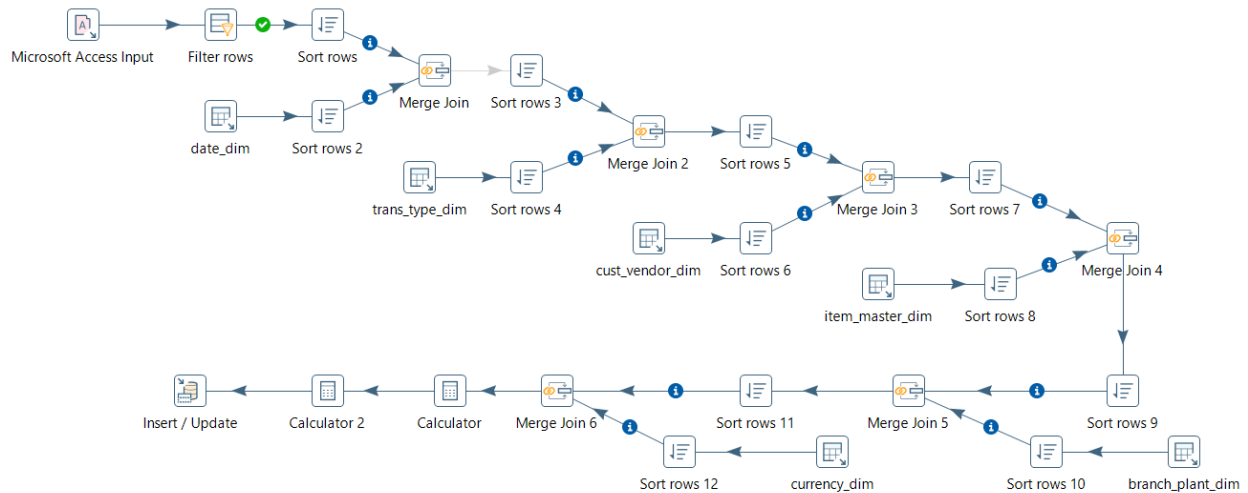 Microsoft Access Input
Filter rows
Sort rows
Merge Join
Sort rows 3
date_dim
Sort rows 2
Merge Join 2
Sort rows 5
trans_type_dim
Sort rows 4
Merge Join 3
Sort rows 7
cust_vendor_dim
Sort rows 6
Merge Join 4
item_master_dim
Sort rows 8
Insert / Update
Calculator 2
Calculator
Merge Join 6
Sort rows 11
Merge Join 5
Sort rows 9
Sort rows 12
currency_dim
Sort rows 10
branch_plant_dim